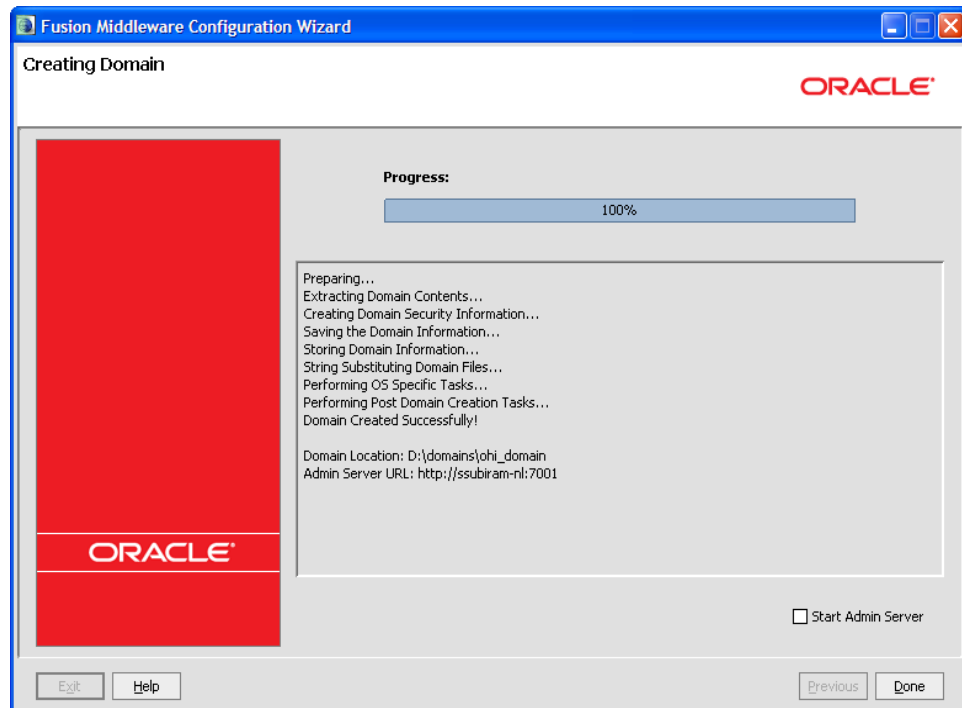 Fusion Middleware Configuration Wizard
Creating Domain
ORACLE
Progress:
100%
Preparing...
Extracting Domain Contents...
Creating Domain Security Information...
Saving the Domain Information...
Storing Domain Information...
String Substituting Domain Files...
Performing OS Specific Tasks...
Performing Post Domain Creation Tasks...
Domain Created Successfully!
Domain Location: D:\domains\ohi_domain
Admin Server URL: http://ssubiram-nl:7001
ORACLE
Start Admin Server
Exit Help Previous Done